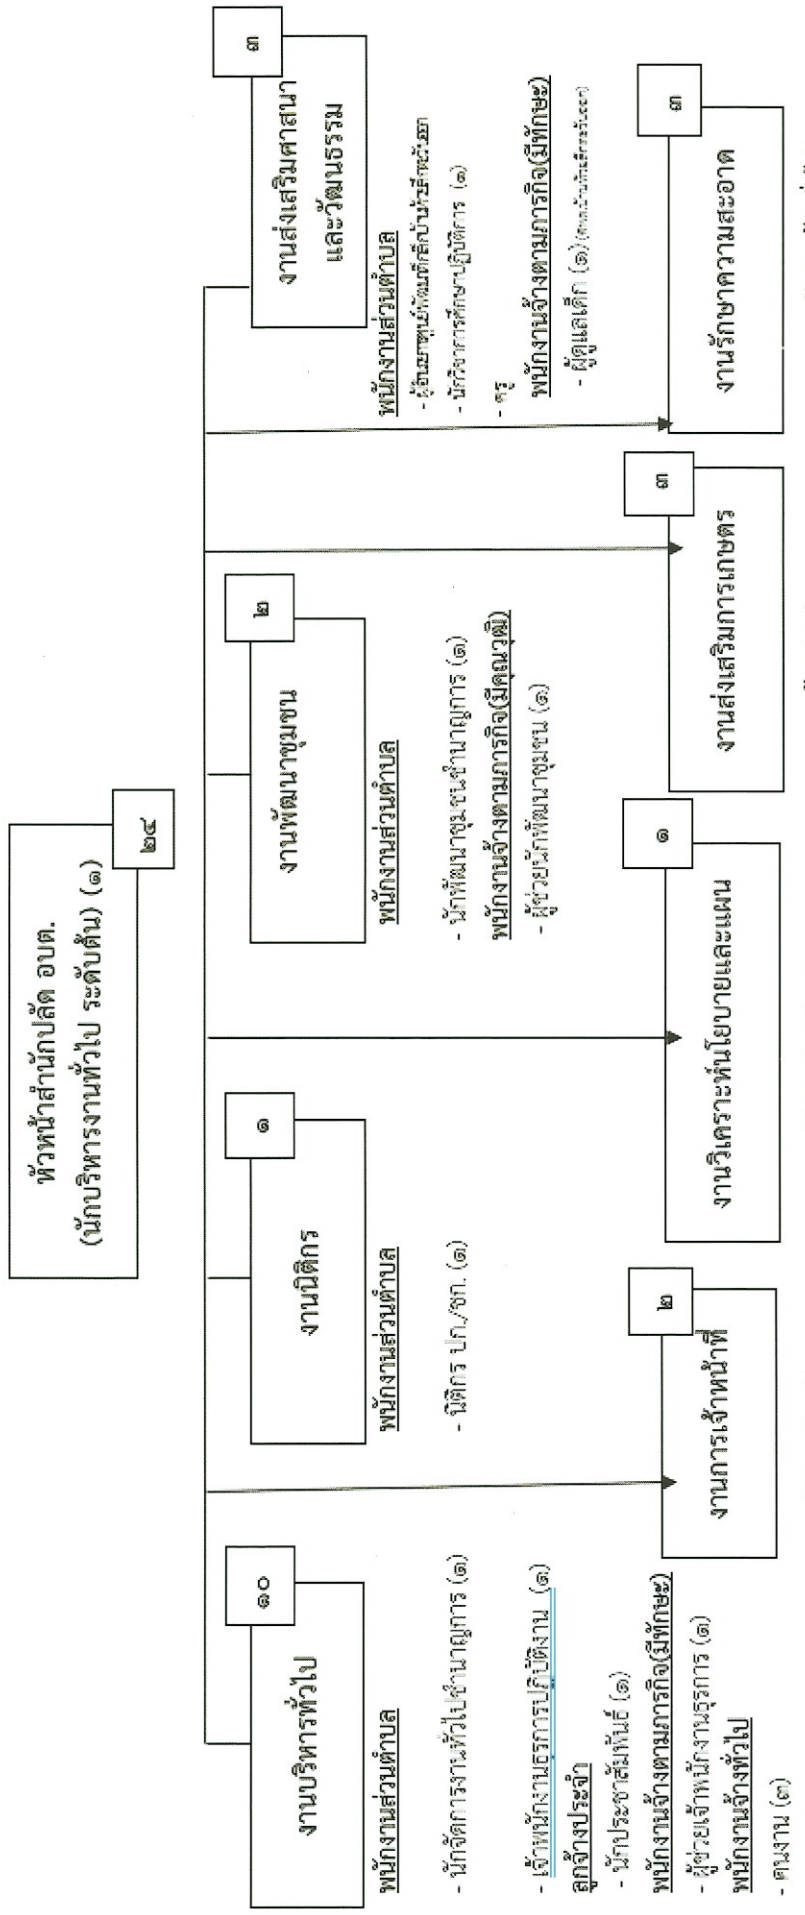 หัวหน้าสำนักปลัด อบต.
(นักบริหารงานทั่วไป ระดับต้น) (๑)
๒๔
งานบริหารทั่วไป
๑๐
พนักงานส่วนตำบล
- นักจัดการงานทั่วไปชำนาญการ (๑)
- เจ้าพนักงานธุรการปฏิบัติงาน (๑)
ลูกจ้างประจำ
- นักประชาสัมพันธ์ (๑)
พนักงานจ้างตามภารกิจ(มีทักษะ)
- ผู้ช่วยเจ้าพนักงานธุรการ (๑)
พนักงานจ้างทั่วไป
- คนงาน (๓)
งานนิติกร
๑
พนักงานส่วนตำบล
- นิติกร ปก./ชก. (๑)
งานพัฒนาชุมชน
๒
พนักงานส่วนตำบล
- นักพัฒนาชุมชนชำนาญการ (๑)
พนักงานจ้างตามภารกิจ(มีคุณวุฒิ)
- ผู้ช่วยนักพัฒนาชุมชน (๑)
งานส่งเสริมศาสนา
และวัฒนธรรม
๓
พนักงานส่วนตำบล
- นักวิชาการศึกษาปฏิบัติการ (๑)
- ครู
พนักงานจ้างตามภารกิจ(มีทักษะ)
- ผู้ดูแลเด็ก (๑)
งานการเจ้าหน้าที่
๒
งานวิเคราะห์นโยบายและแผน
๑
งานส่งเสริมการเกษตร
๓
งานรักษาความสะอาด
๓